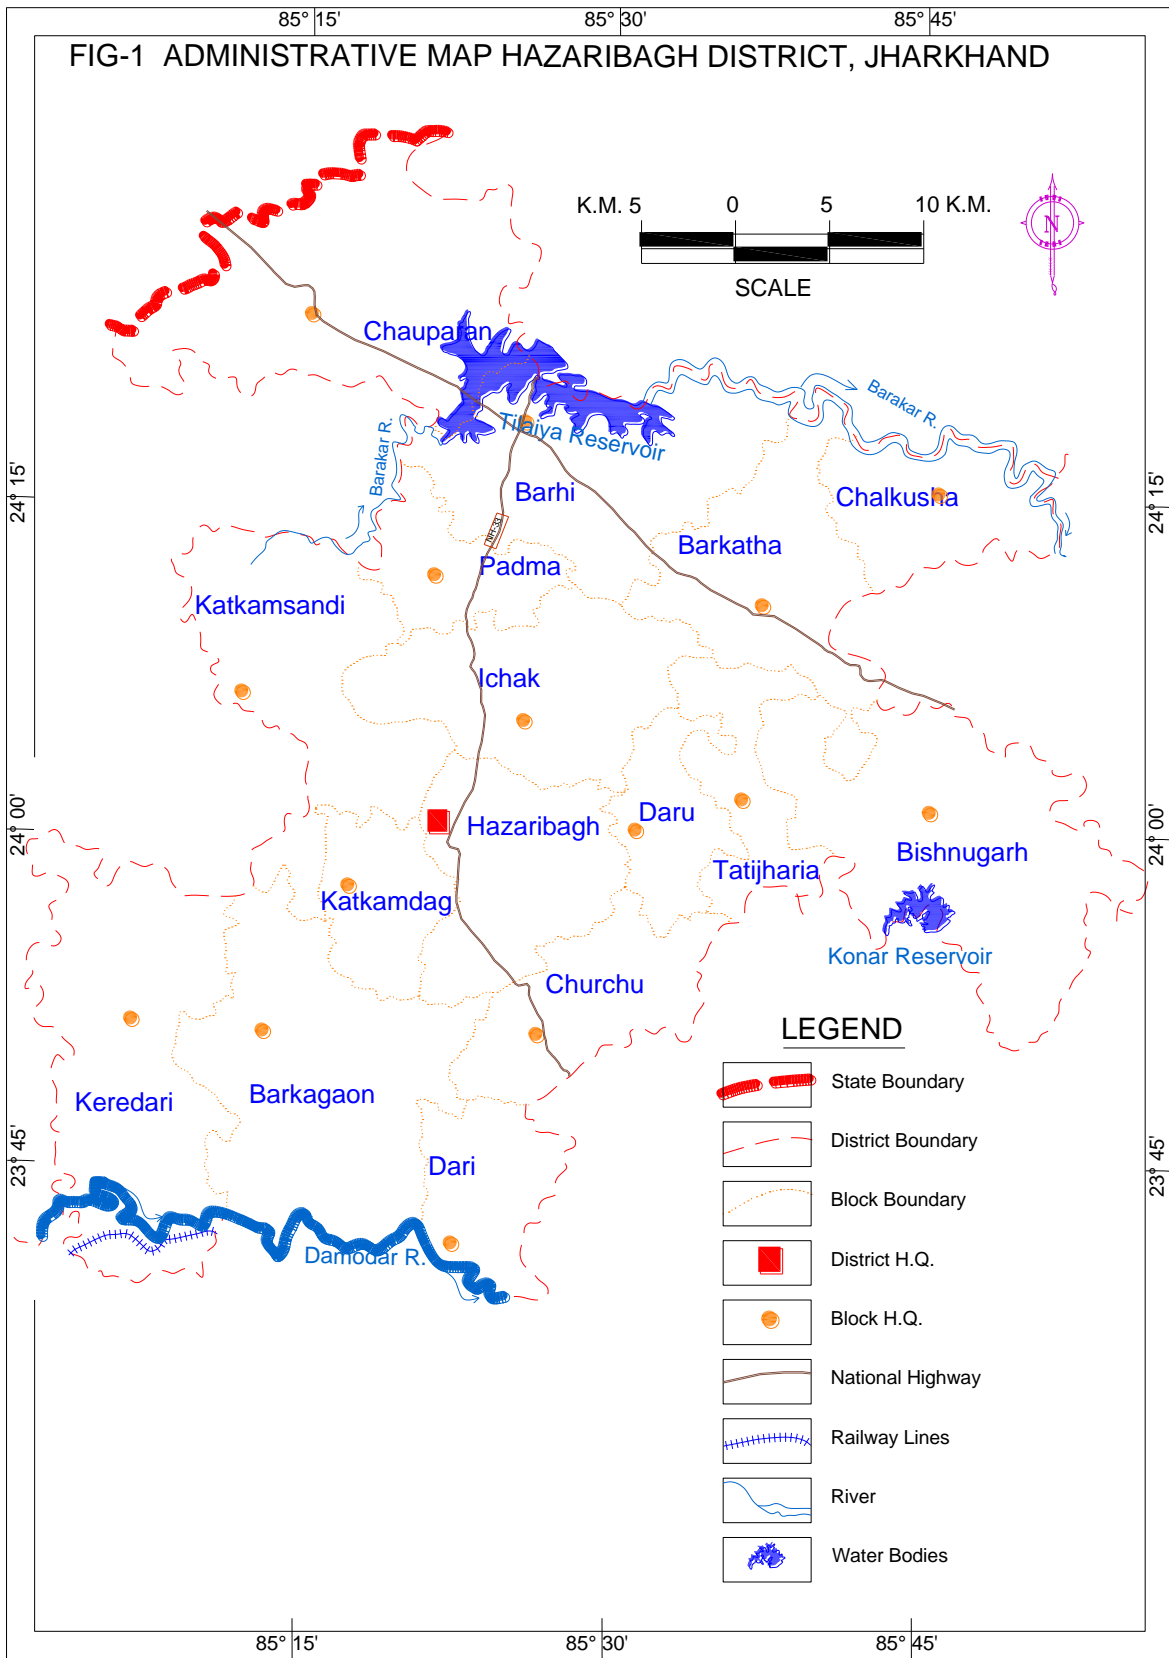 85° 15'
85° 30'
85° 45'
FIG-1 ADMINISTRATIVE MAP HAZARIBAGH DISTRICT, JHARKHAND
K.M. 5 0 5 10 K.M.
SCALE
N
Chauparan
Barakar R.
Barakar R.
Tilaiya Reservoir
24° 15'
24° 15'
Barhi
Chalkusha
NH-33
Barkatha
Padma
Katkamsandi
Ichak
24° 00'
24° 00'
Hazaribagh
Daru
Bishnugarh
Tatijharia
Katkamdag
Konar Reservoir
Churchu
Keredari
Barkagaon
Dari
23° 45'
23° 45'
Damodar R.
LEGEND
State Boundary
District Boundary
Block Boundary
District H.Q.
Block H.Q.
National Highway
Railway Lines
River
Water Bodies
85° 15'
85° 30'
85° 45'